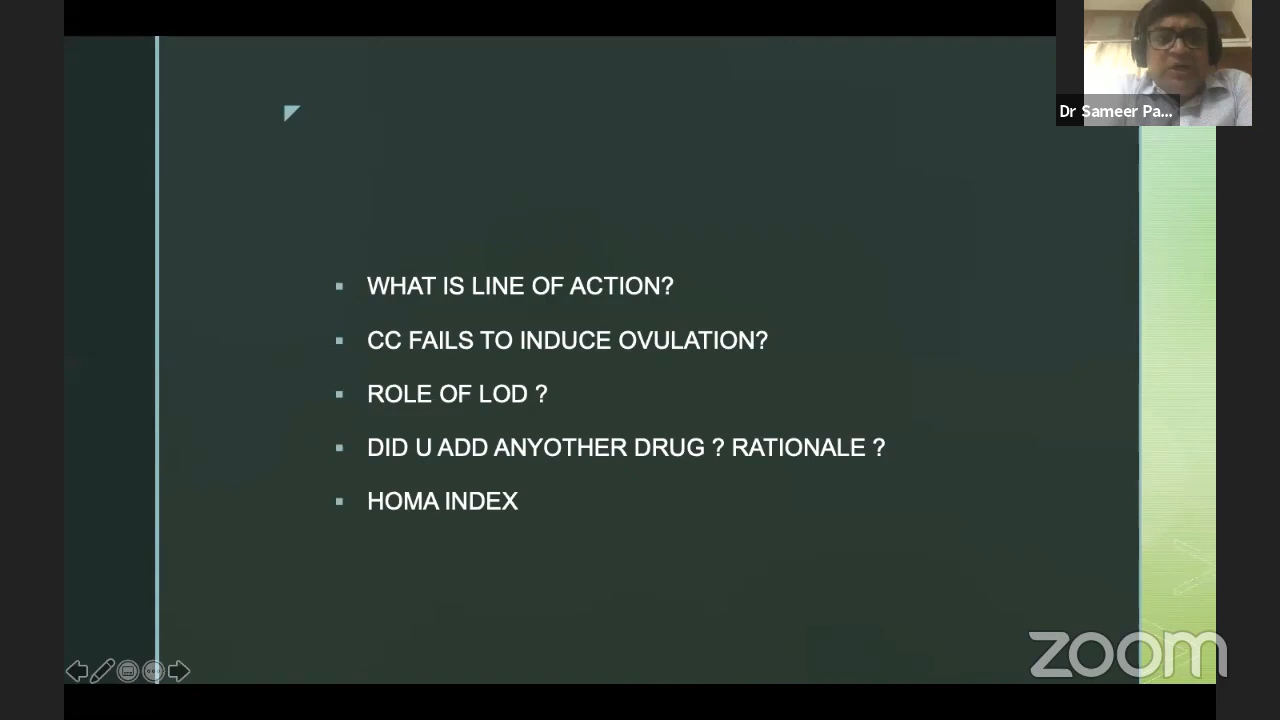 Dr Sameer Pa...
WHAT IS LINE OF ACTION?
CC FAILS TO INDUCE OVULATION?
ROLE OF LOD ?
DID U ADD ANYOTHER DRUG ? RATIONALE ?
HOMA INDEX
zoom